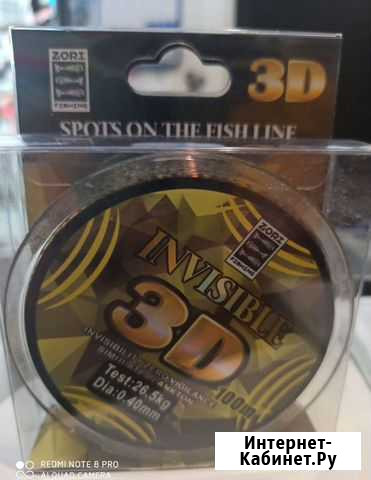 ZORI
FISHING
3D
SPOTS ON THE FISH LINE
ZORI
FISHING
INVISIBLE
3D
100m
Test:26.5kg
Dia:0.40mm
REDMI NOTE 8 PRO
AI QUAD CAMERA
Интернет-
Кабинет.Ру